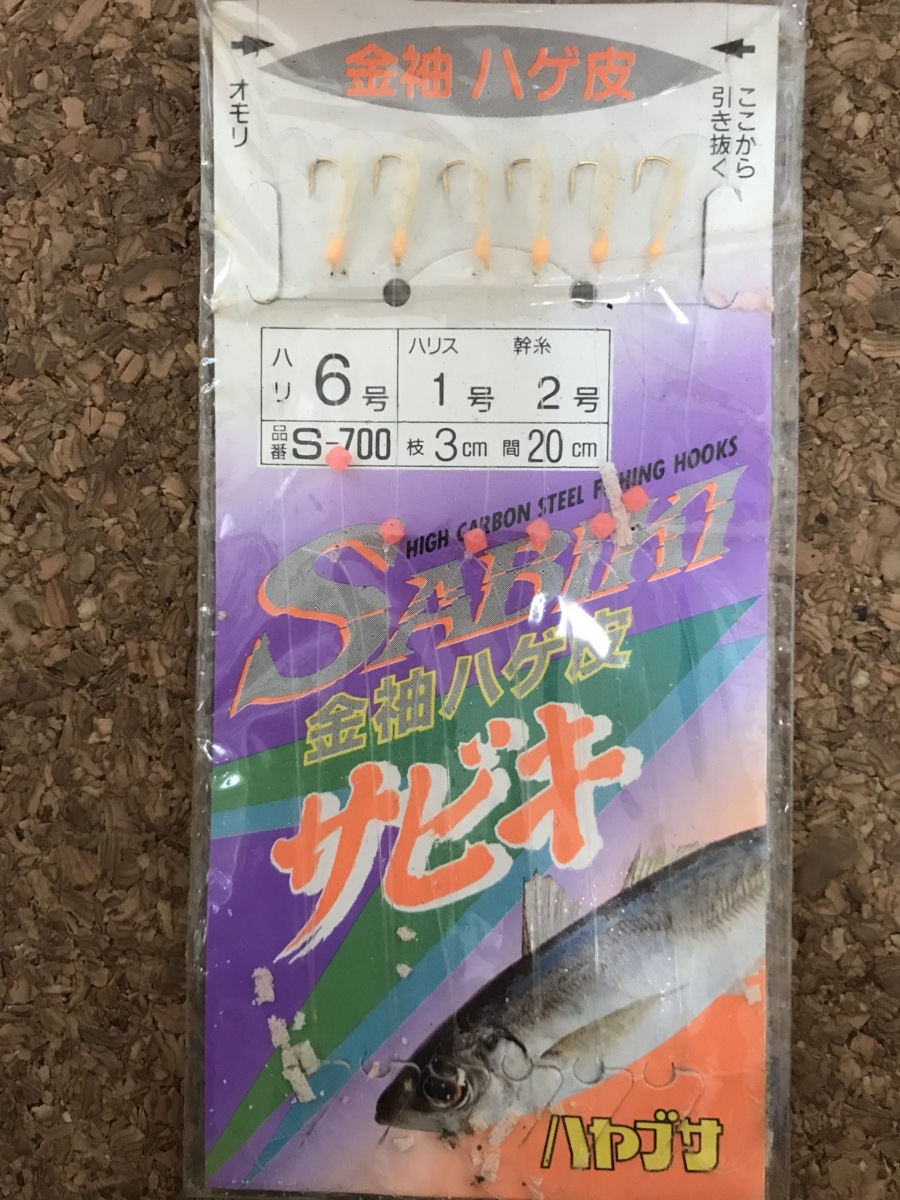 金袖 ハゲ皮
オモリ
ここから
引き抜く
ハリ 6号
ハリス 1号
幹糸 2号
品番 S-700
枝 3cm 間 20cm
HIGH CARBON STEEL FISHING HOOKS
SABIKI
金袖ハゲ皮
サビキ
ハヤブサ